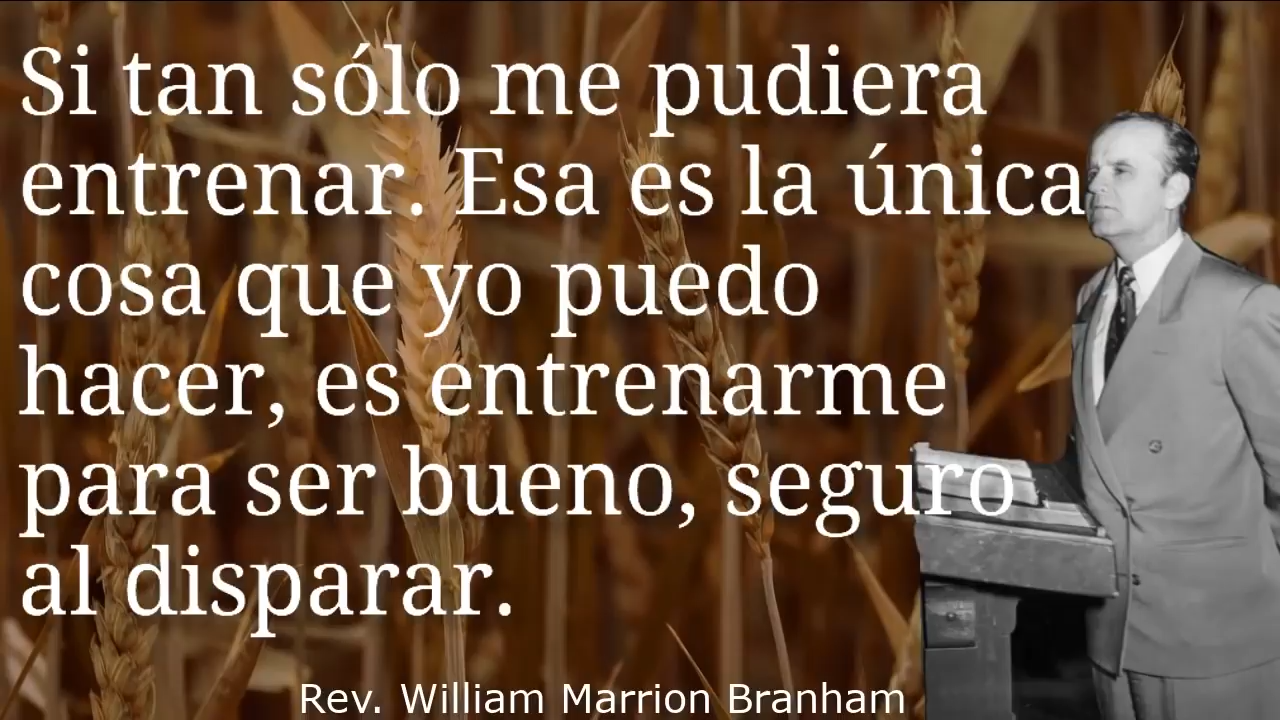 Si tan sólo me pudiera
entrenar. Esa es la única
cosa que yo puedo
hacer, es entrenarme
para ser bueno, seguro
al disparar.
Rev. William Marrion Branham